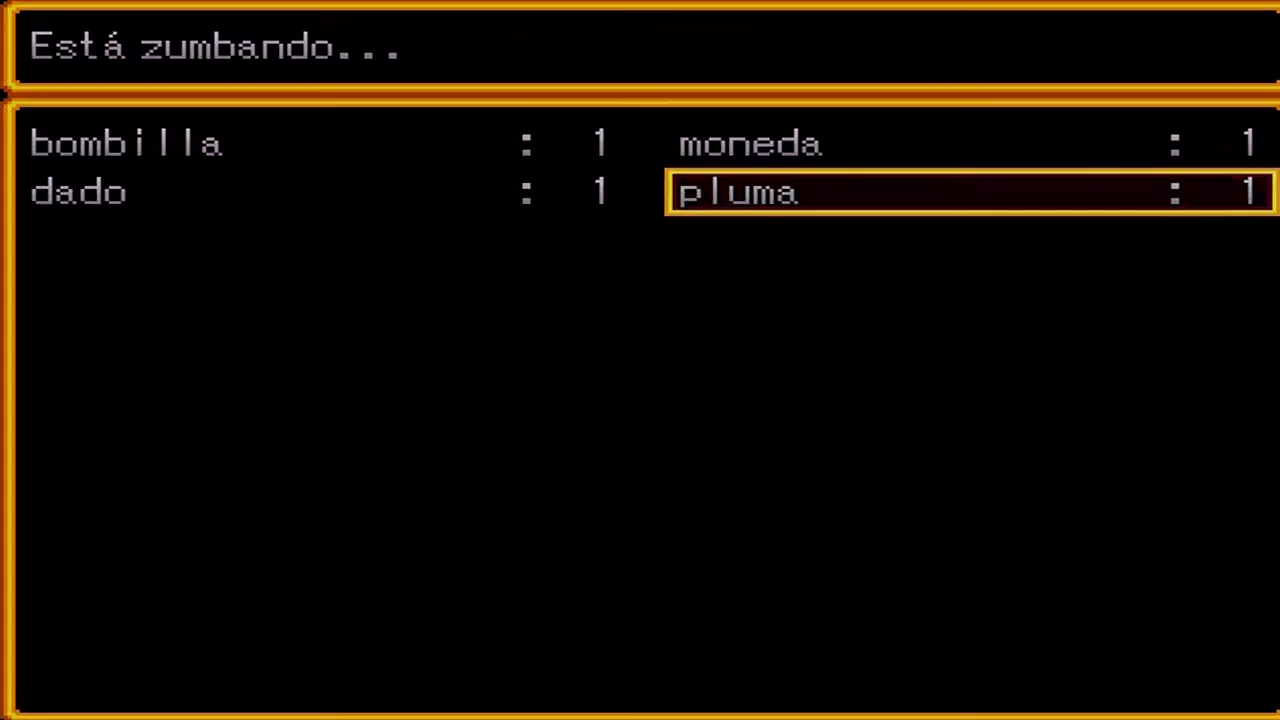 Está zumbando...
bombilla : 1 moneda : 1
dado : 1 pluma : 1